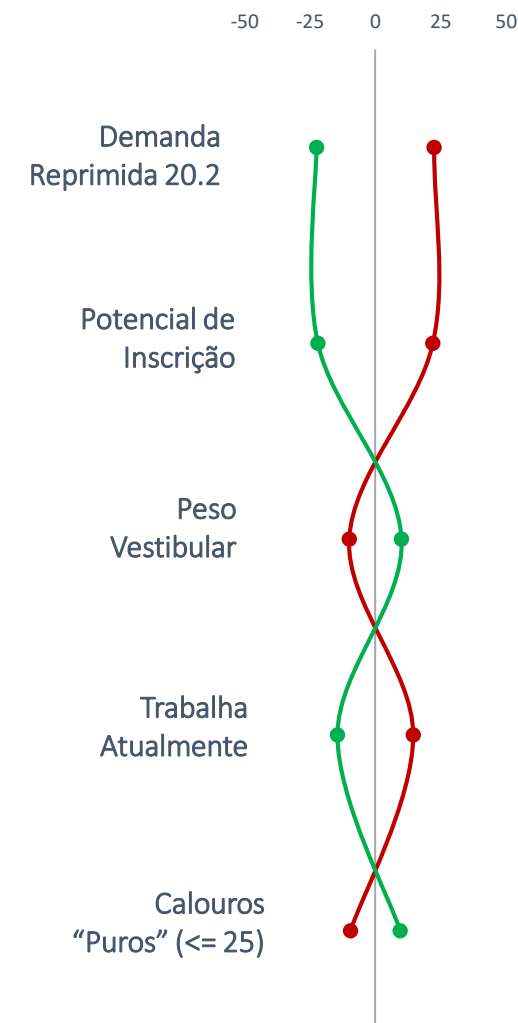 -50 -25 0 25 50
Demanda
Reprimida 20.2
Potencial de
Inscrição
Peso
Vestibular
Trabalha
Atualmente
Calouros
“Puros” (<= 25)